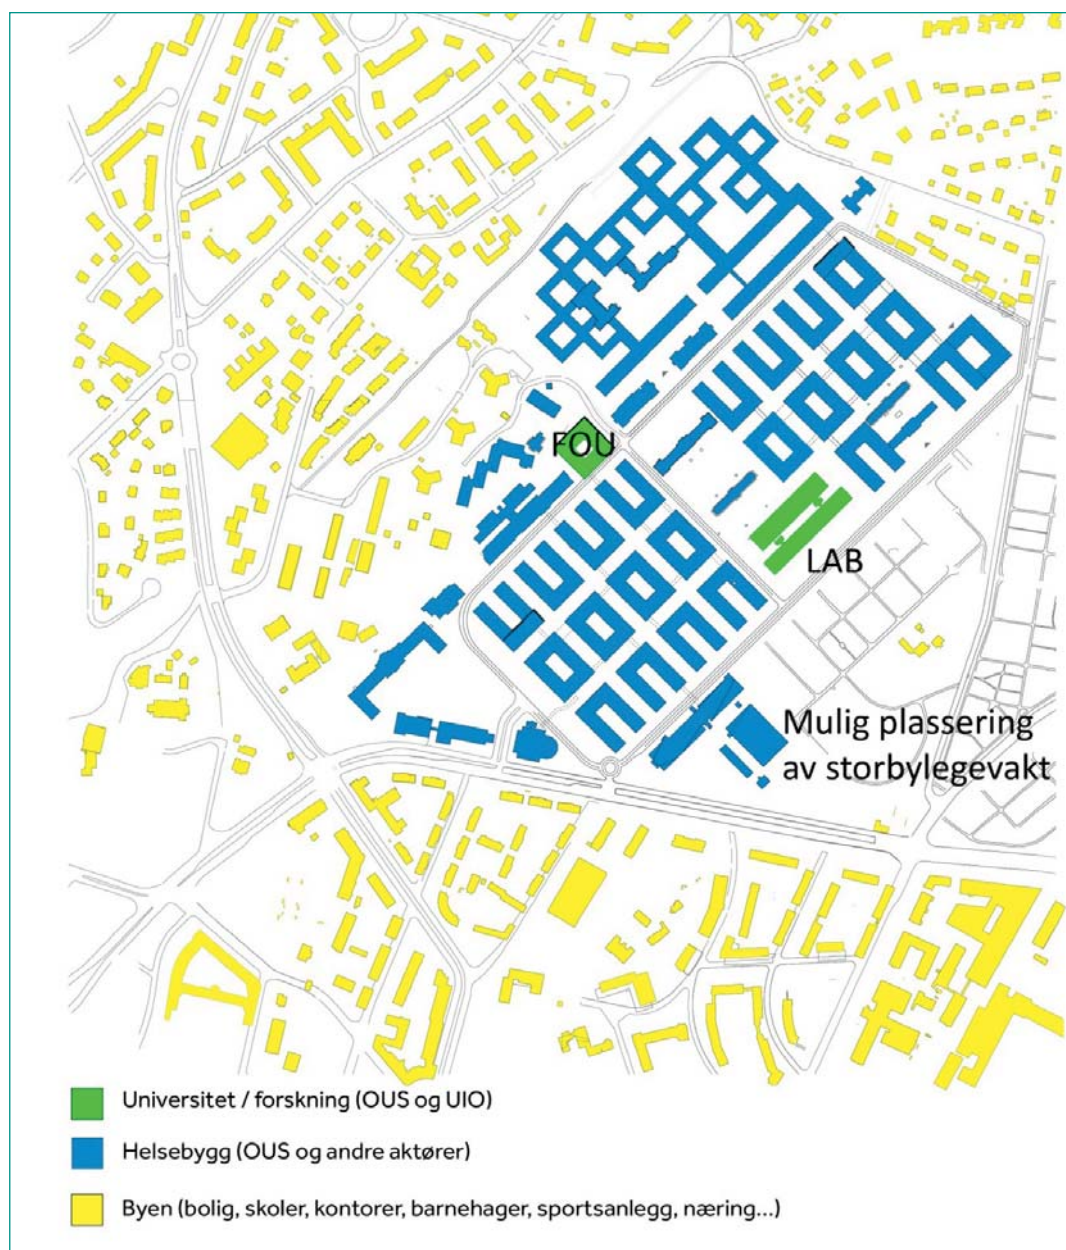 FOU
LAB
Mulig plassering
av storbylegevakt
Universitet / forskning (OUS og UIO)
Helsebygg (OUS og andre aktører)
Byen (bolig, skoler, kontorer, barnehager, sportsanlegg, næring...)